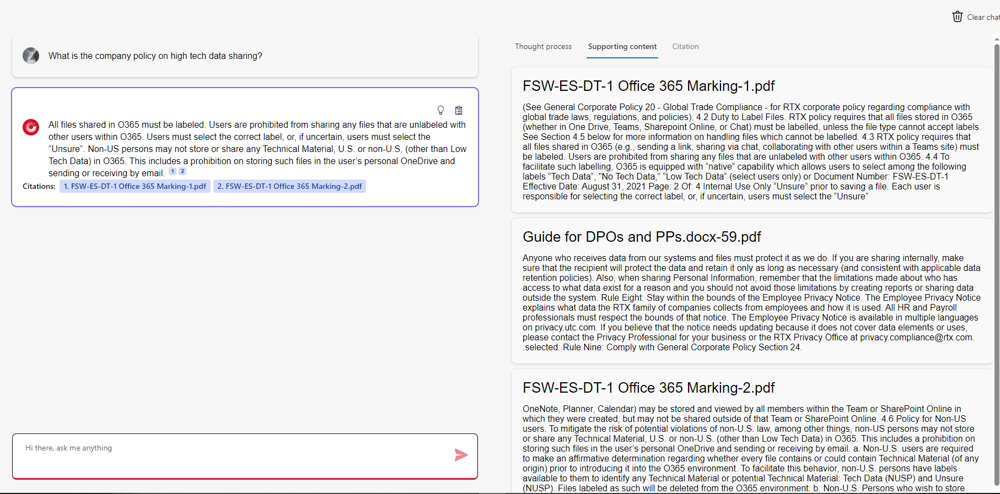 Clear chat
What is the company policy on high tech data sharing?
All files shared in O365 must be labeled. Users are prohibited from sharing any files that are unlabeled with
other users within O365. Users must select the correct label, or, if uncertain, users must select the
“Unsure”. Non-US persons may not store or share any Technical Material, U.S. or non-U.S. (other than Low
Tech Data) in O365. This includes a prohibition on storing such files in the user’s personal OneDrive and
sending or receiving by email. 1 2
Citations: 1. FSW-ES-DT-1 Office 365 Marking-1.pdf 2. FSW-ES-DT-1 Office 365 Marking-2.pdf
Hi there, ask me anything
Thought process Supporting content Citation
FSW-ES-DT-1 Office 365 Marking-1.pdf
(See General Corporate Policy 20 - Global Trade Compliance - for RTX corporate policy regarding compliance with
global trade laws, regulations, and policies). 4.2 Duty to Label Files. RTX policy requires that all files stored in O365
(whether in One Drive, Teams, Sharepoint Online, or Chat) must be labelled, unless the file type cannot accept labels.
See Section 4.5 below for more information on handling files which cannot be labelled. 4.3 RTX policy requires that
all files shared in O365 (e.g., sending a link, sharing via chat, collaborating with other users within a Teams site) must
be labeled. Users are prohibited from sharing any files that are unlabeled with other users within O365. 4.4 To
facilitate such labelling, O365 is equipped with “native” capability which allows users to select among the following
labels “Tech Data”, "No Tech Data,” “Low Tech Data” (select users only) or Document Number: FSW-ES-DT-1
Effective Date: August 31, 2021 Page: 2 Of: 4 Internal Use Only “Unsure” prior to saving a file. Each user is
responsible for selecting the correct label, or, if uncertain, users must select the “Unsure”
Guide for DPOs and PPs.docx-59.pdf
Anyone who receives data from our systems and files must protect it as we do. If you are sharing internally, make
sure that the recipient will protect the data and retain it only as long as necessary (and consistent with applicable data
retention policies). Also, when sharing Personal Information, remember that the limitations made about who has
access to what data exist for a reason and you should not avoid those limitations by creating reports or sharing data
outside the system. Rule Eight: Stay within the bounds of the Employee Privacy Notice. The Employee Privacy Notice
explains what data the RTX family of companies collects from employees and how it is used. All HR and Payroll
professionals must respect the bounds of that notice. The Employee Privacy Notice is available in multiple languages
on privacy.utc.com. If you believe that the notice needs updating because it does not cover data elements or uses,
please contact the Privacy Professional for your business or the RTX Privacy Office at privacy.compliance@rtx.com.
:selected: Rule Nine: Comply with General Corporate Policy Section 24.
FSW-ES-DT-1 Office 365 Marking-2.pdf
OneNote, Planner, Calendar) may be stored and viewed by all members within the Team or SharePoint Online in
which they were created, but may not be shared outside of that Team or SharePoint Online. 4.6 Policy for Non-US
users. To mitigate the risk of potential violations of non-U.S. law, among other things, non-US persons may not store
or share any Technical Material, U.S. or non-U.S. (other than Low Tech Data) in O365. This includes a prohibition on
storing such files in the user’s personal OneDrive and sending or receiving by email. a. Non-U.S. users are required
to make an affirmative determination regarding whether every file contains or could contain Technical Material (of any
origin) prior to introducing it into the O365 environment. To facilitate this behavior, non-U.S. persons have labels
available to them to identify any Technical Material or potential Technical Material: Tech Data (NUSP) and Unsure
(NUSP). Files labeled as such will be deleted from the O365 environment. b. Non-U.S. Persons who wish to store